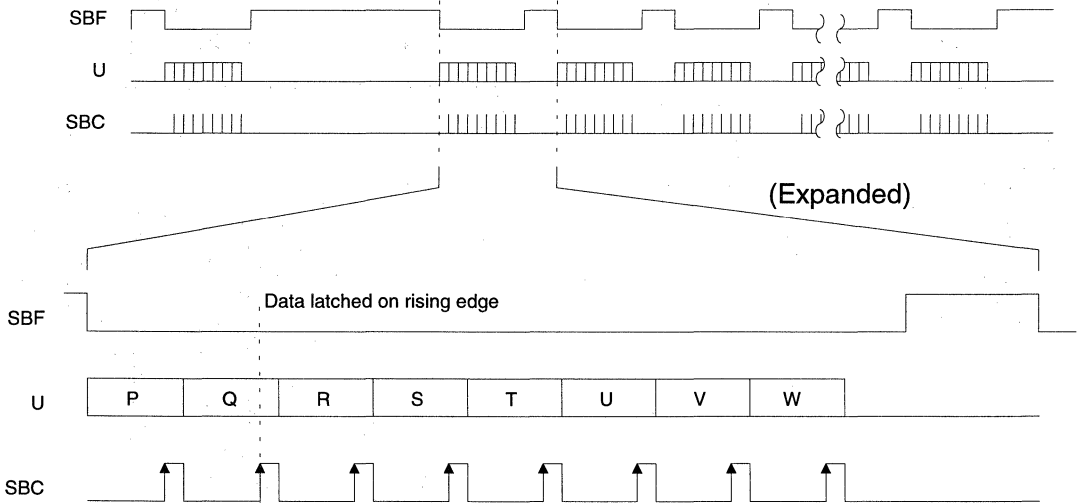 SBF
U
SBC
(Expanded)
Data latched on rising edge
SBF
U P Q R S T U V W
SBC